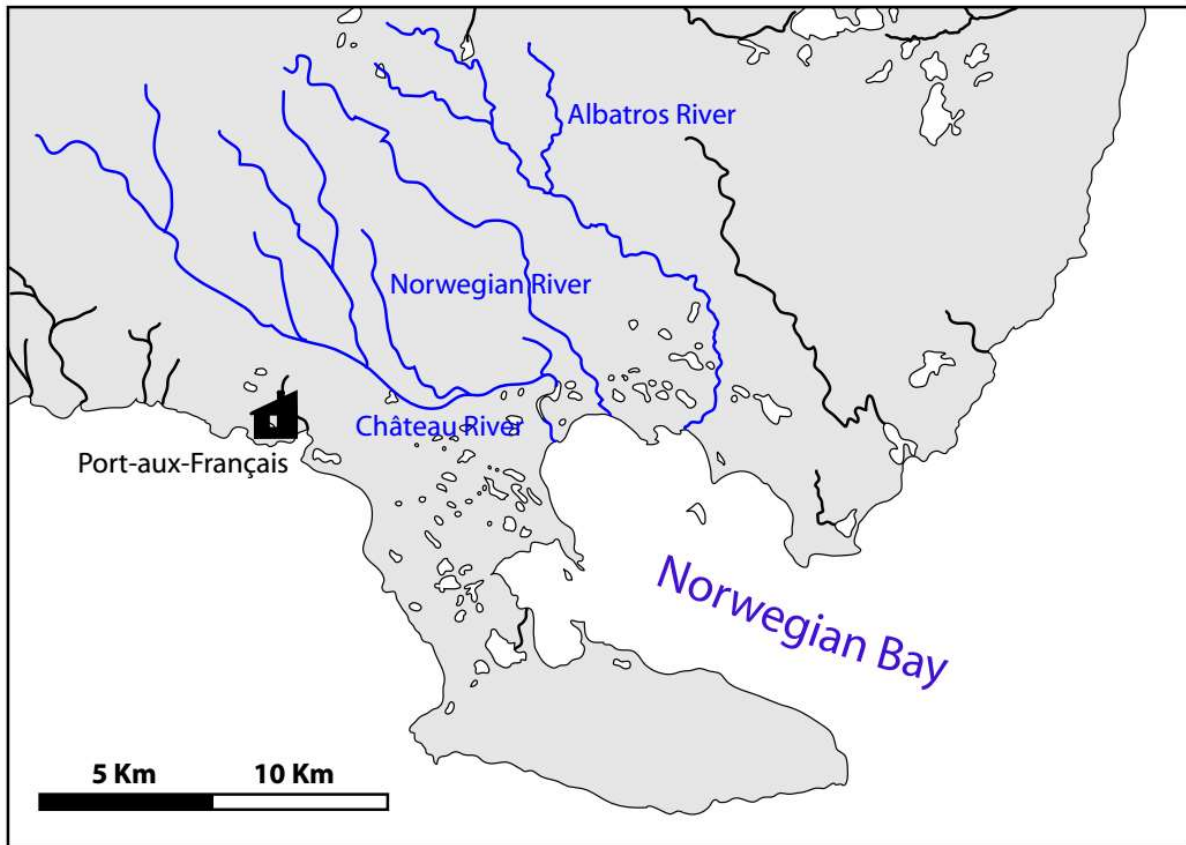 Albatros River
Norwegian River
Château River
Port-aux-Français
Norwegian Bay
5 Km
10 Km